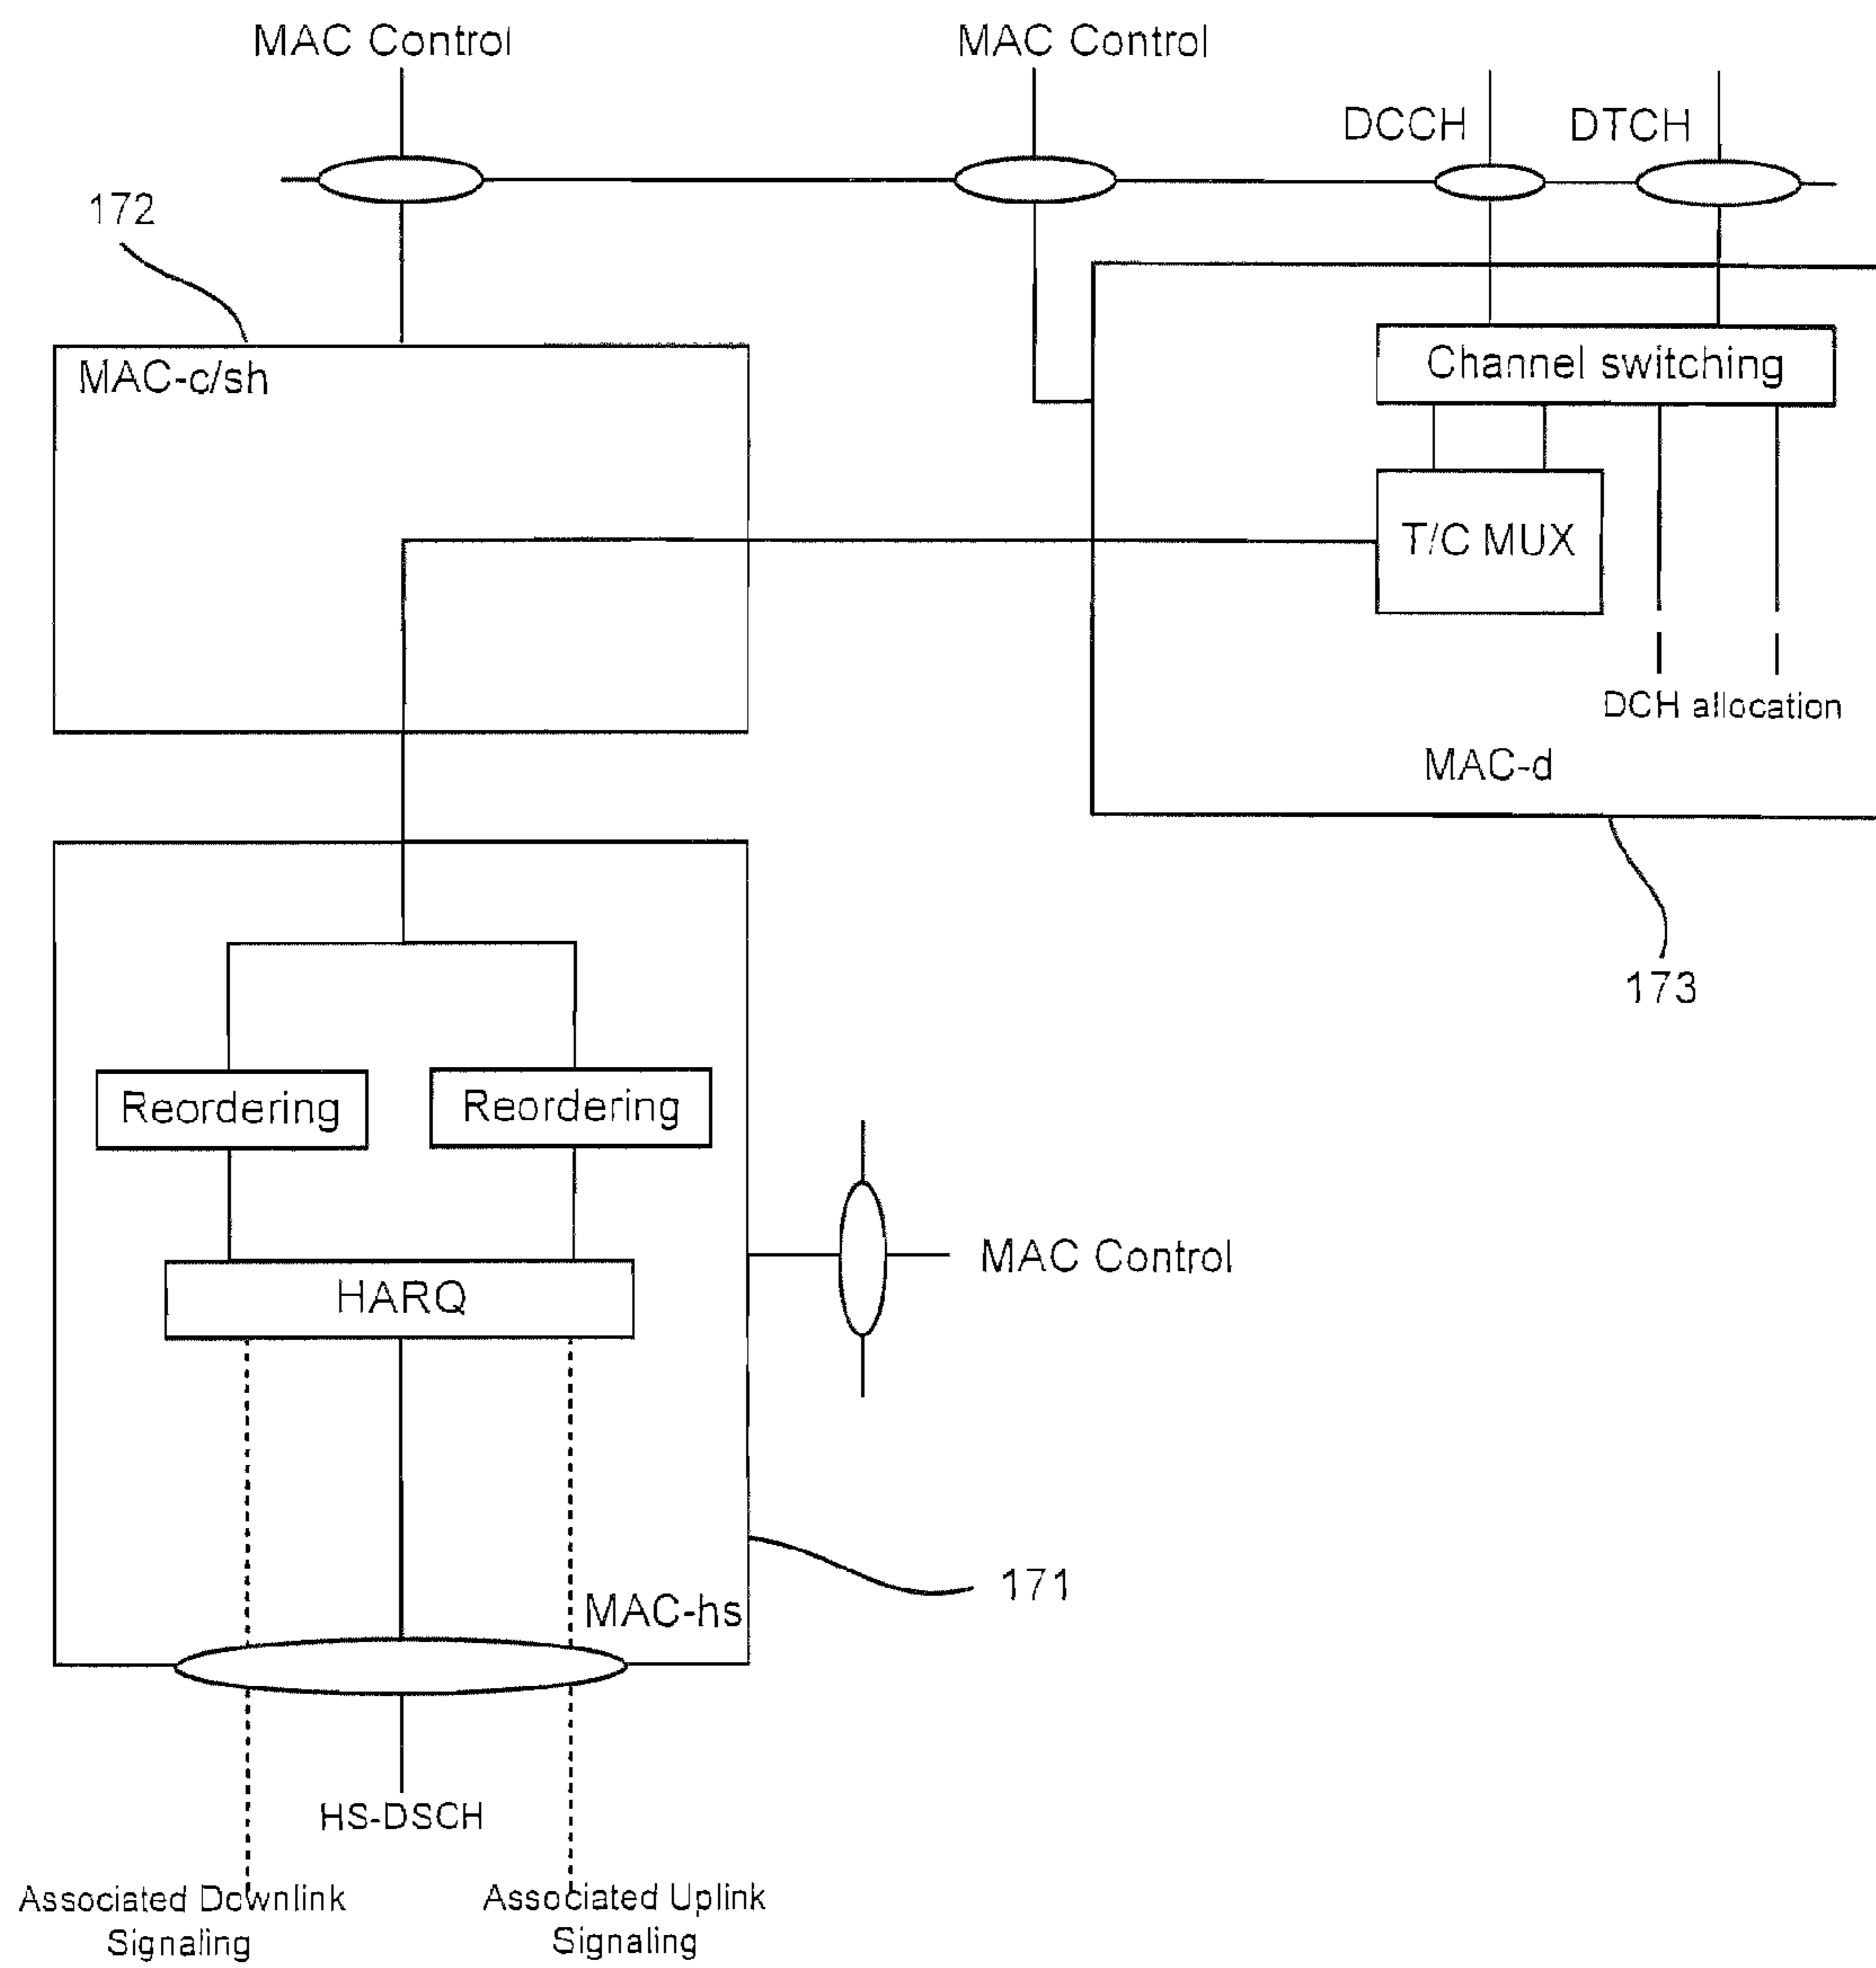 MAC Control
MAC Control
DCCH
DTCH
172
MAC-c/sh
Channel switching
T/C MUX
DCH allocation
MAC-d
173
Reordering
Reordering
HARQ
MAC Control
171
MAC-hs
HS-DSCH
Associated Downlink
Signaling
Associated Uplink
Signaling